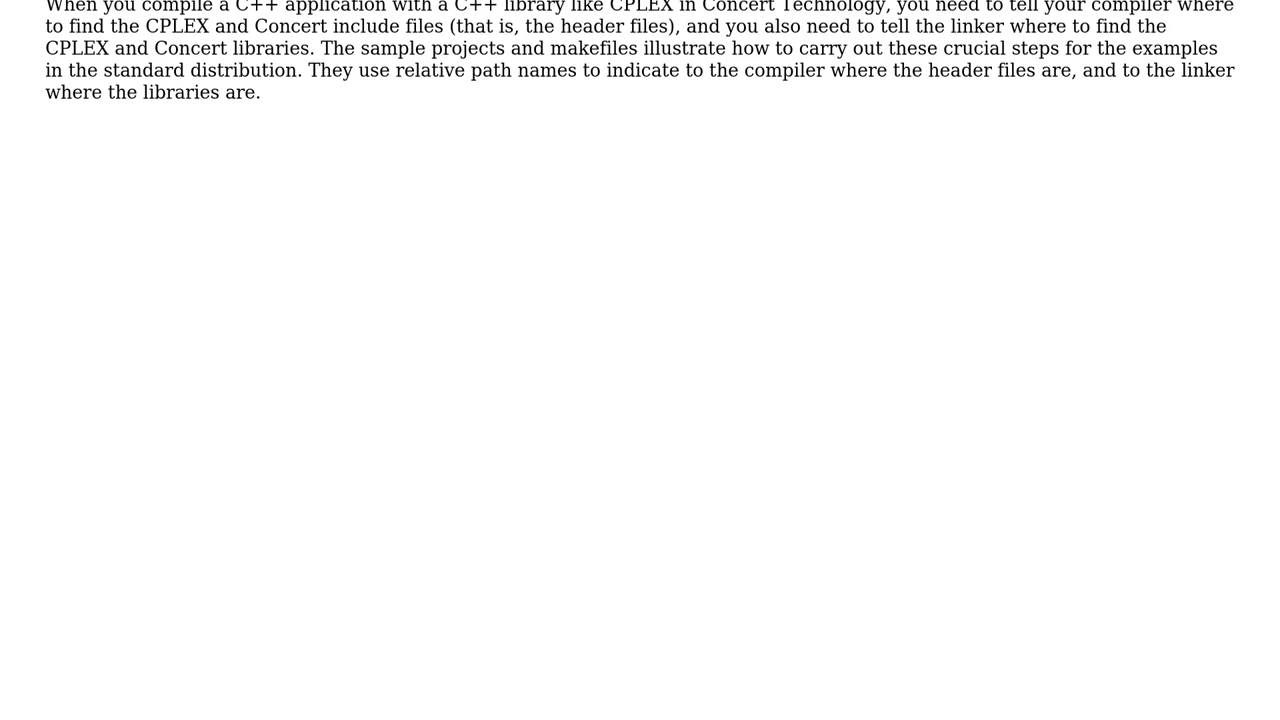 When you compile a C++ application with a C++ library like CPLEX in Concert Technology, you need to tell your compiler where
to find the CPLEX and Concert include files (that is, the header files), and you also need to tell the linker where to find the
CPLEX and Concert libraries. The sample projects and makefiles illustrate how to carry out these crucial steps for the examples
in the standard distribution. They use relative path names to indicate to the compiler where the header files are, and to the linker
where the libraries are.